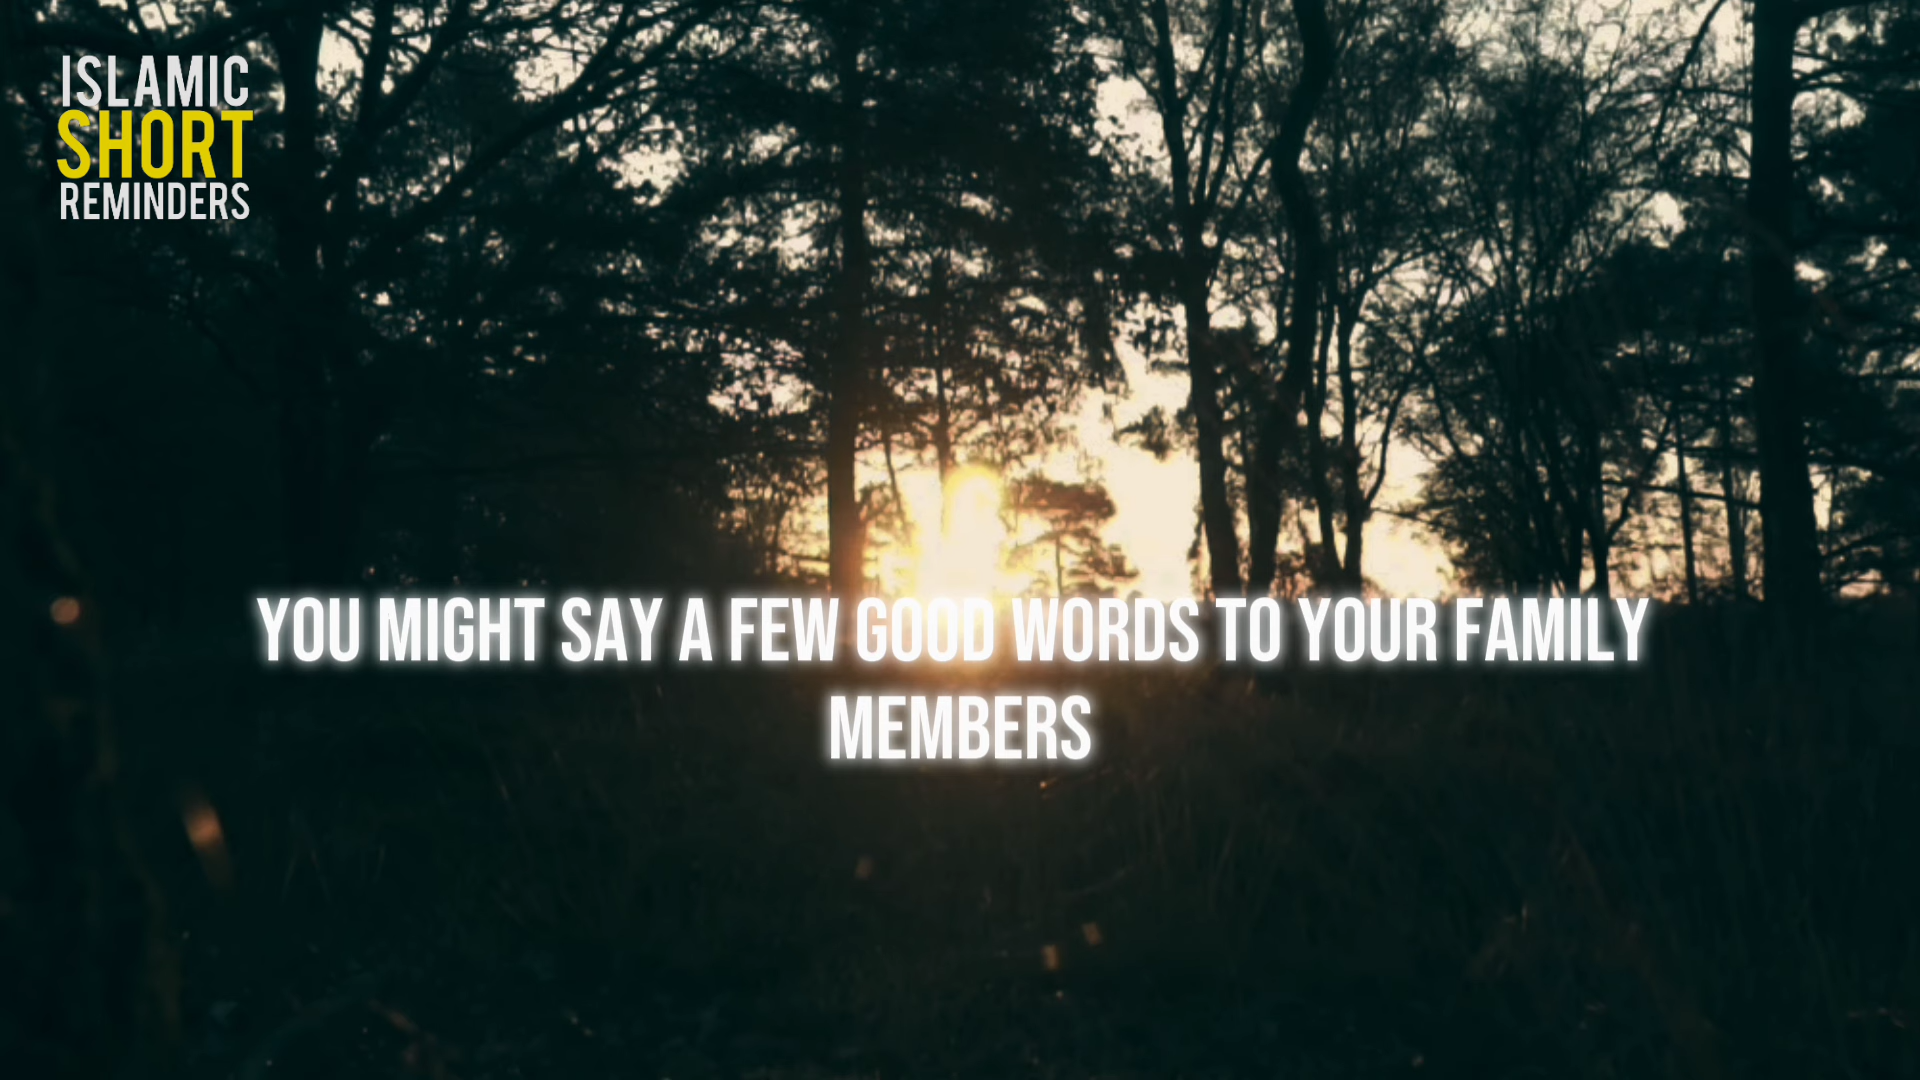 ISLAMIC
SHORT
REMINDERS
YOU MIGHT SAY A FEW GOOD WORDS TO YOUR FAMILY
MEMBERS